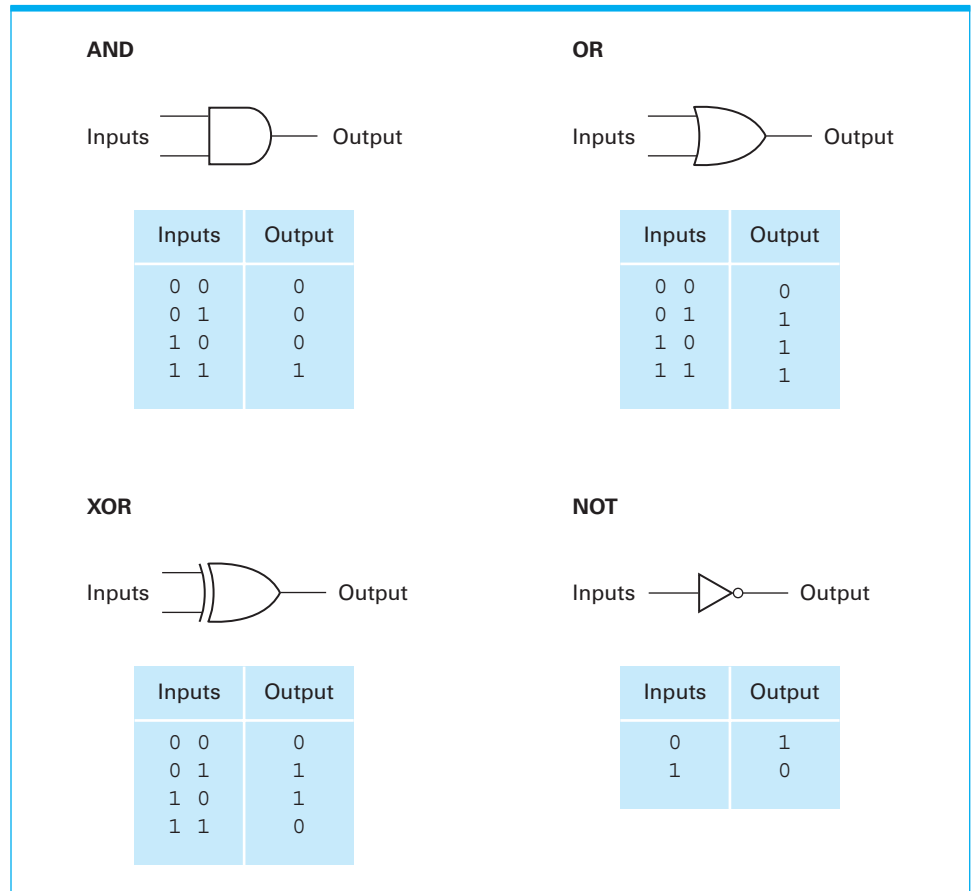 AND
Inputs
Output
Inputs Output
0 0 0
0 1 0
1 0 0
1 1 1
OR
Inputs
Output
Inputs Output
0 0 0
0 1 1
1 0 1
1 1 1
XOR
Inputs
Output
Inputs Output
0 0 0
0 1 1
1 0 1
1 1 0
NOT
Inputs
Output
Inputs Output
0 1
1 0